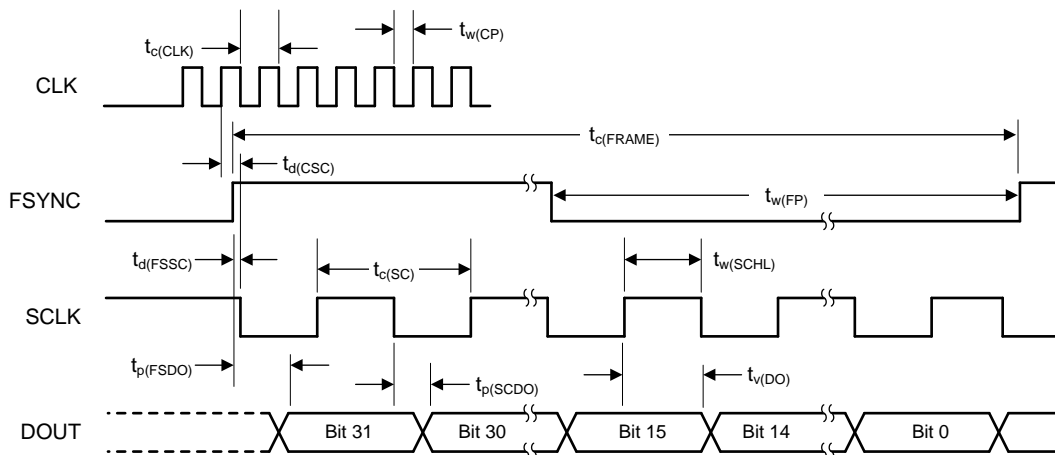 t_c(CLK)
t_w(CP)
CLK
t_c(FRAME)
t_d(CSC)
FSYNC
t_w(FP)
t_d(FSSC)
t_c(SC)
t_w(SCHL)
SCLK
t_p(FSDO)
t_p(SCDO)
t_v(DO)
DOUT Bit 31 Bit 30 Bit 15 Bit 14 Bit 0